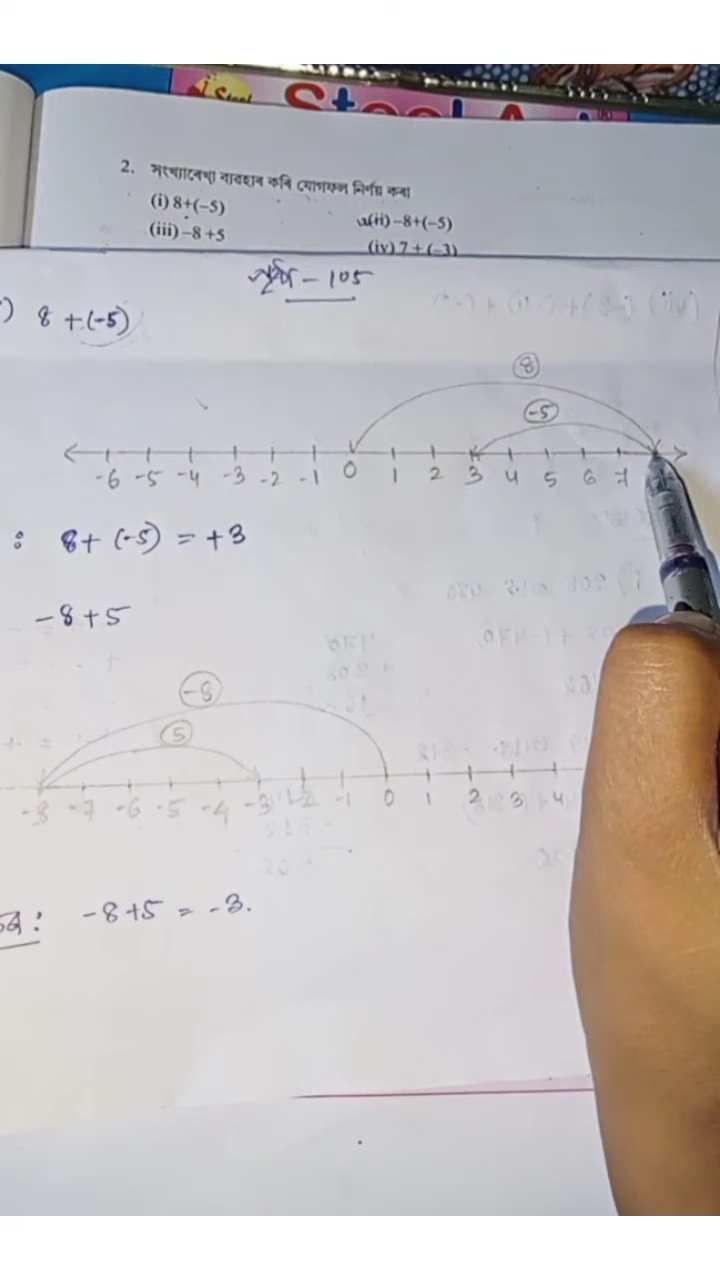 i Steel
Steel
2. সংখ্যাৰেখা ব্যৱহাৰ কৰি যোগফল নিৰ্ণয় কৰা
(i) 8+(−5)
(ii) −8+(−5)
(iii) −8+5
(iv) 7+(−3)
পৃষ্ঠা – 105
) 8 + (-5)
8
-5
-6 -5 -4 -3 -2 -1 0 1 2 3 4 5 6 7
: 8+ (-5) = +3
-8+5
-8
5
-8 -7 -6 -5 -4 -3 -2 -1 0 1 2 3 4
: -8+5 = -3.